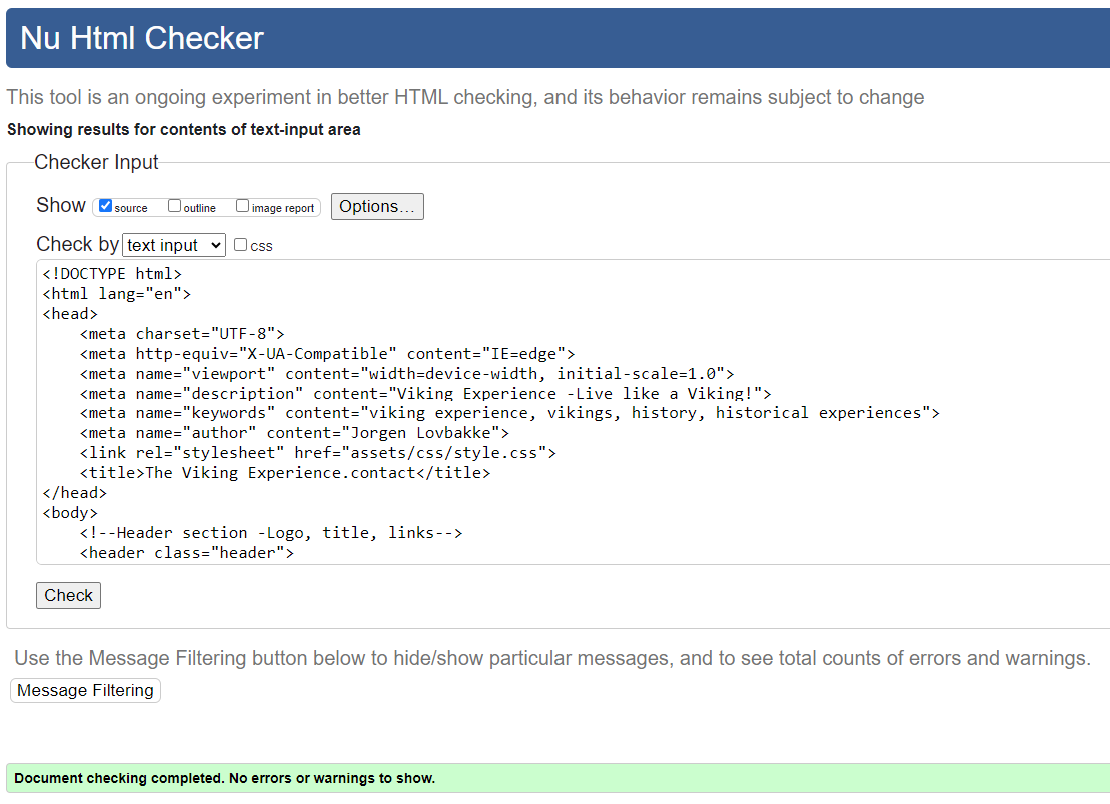 Nu Html Checker
This tool is an ongoing experiment in better HTML checking, and its behavior remains subject to change
Showing results for contents of text-input area
Checker Input
Show source outline image report Options...
Check by text input css
<!DOCTYPE html>
<html lang="en">
<head>
    <meta charset="UTF-8">
    <meta http-equiv="X-UA-Compatible" content="IE=edge">
    <meta name="viewport" content="width=device-width, initial-scale=1.0">
    <meta name="description" content="Viking Experience -Live like a Viking!">
    <meta name="keywords" content="viking experience, vikings, history, historical experiences">
    <meta name="author" content="Jorgen Lovbakke">
    <link rel="stylesheet" href="assets/css/style.css">
    <title>The Viking Experience.contact</title>
</head>
<body>
    <!--Header section -Logo, title, links-->
    <header class="header">
Check
Use the Message Filtering button below to hide/show particular messages, and to see total counts of errors and warnings.
Message Filtering
Document checking completed. No errors or warnings to show.